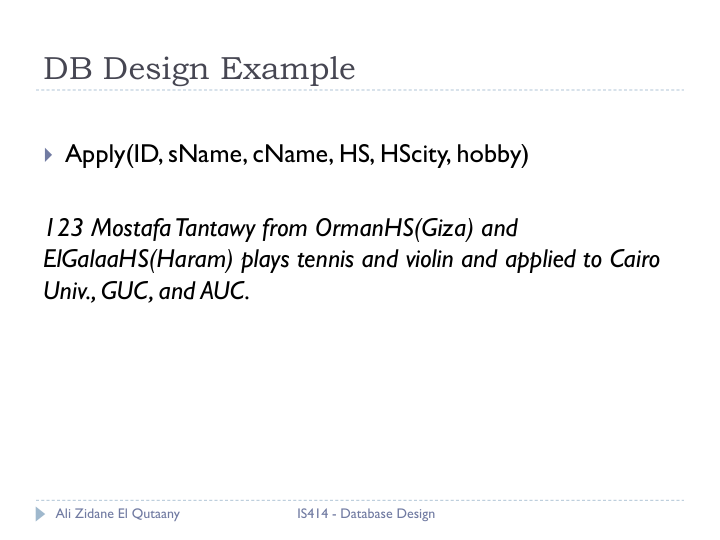 DB Design Example
Apply(ID, sName, cName, HS, HScity, hobby)
123 Mostafa Tantawy from OrmanHS(Giza) and
ElGalaaHS(Haram) plays tennis and violin and applied to Cairo
Univ., GUC, and AUC.
Ali Zidane El Qutaany
IS414 - Database Design